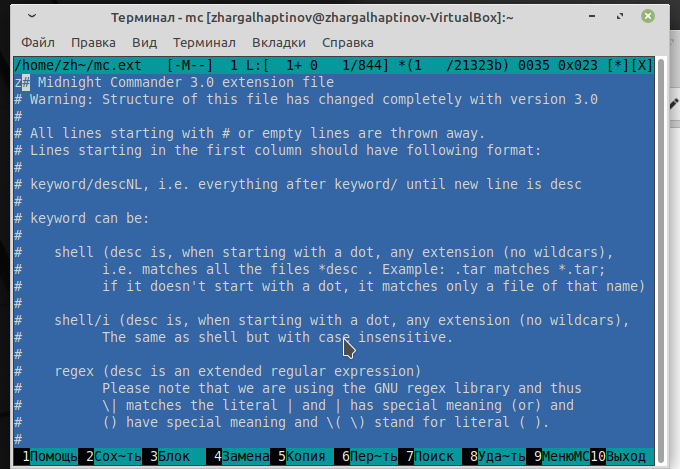 Терминал - mc [zhargalhaptinov@zhargalhaptinov-VirtualBox]:~
Файл Правка Вид Терминал Вкладки Справка
/home/zh~/mc.ext [-M--] 1 L:[ 1+ 0 1/844] *(1 /21323b) 0035 0x023 [*][X]
z# Midnight Commander 3.0 extension file
# Warning: Structure of this file has changed completely with version 3.0
#
# All lines starting with # or empty lines are thrown away.
# Lines starting in the first column should have following format:
#
# keyword/descNL, i.e. everything after keyword/ until new line is desc
#
# keyword can be:
#
# shell (desc is, when starting with a dot, any extension (no wildcars),
# i.e. matches all the files *desc . Example: .tar matches *.tar;
# if it doesn't start with a dot, it matches only a file of that name)
#
# shell/i (desc is, when starting with a dot, any extension (no wildcars),
# The same as shell but with case insensitive.
#
# regex (desc is an extended regular expression)
# Please note that we are using the GNU regex library and thus
# \| matches the literal | and | has special meaning (or) and
# () have special meaning and \( \) stand for literal ( ).
#
1Помощь 2Сох~ть 3Блок 4Замена 5Копия 6Пер~ть 7Поиск 8Уда~ть 9МенюMC 10Выход